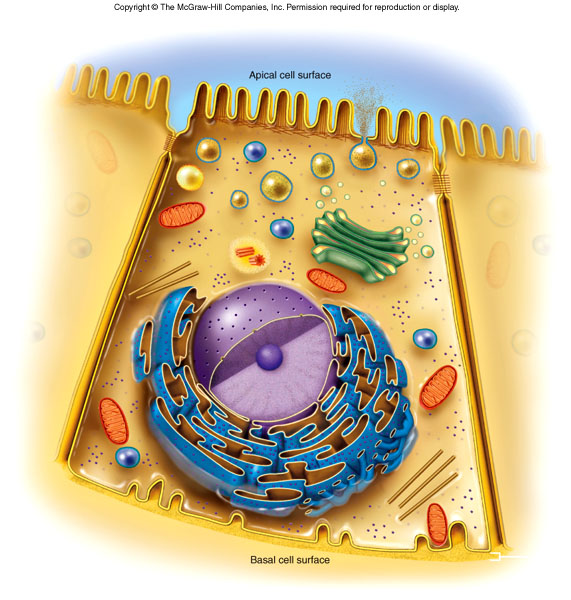 Copyright © The McGraw-Hill Companies, Inc. Permission required for reproduction or display.
Apical cell surface
Basal cell surface